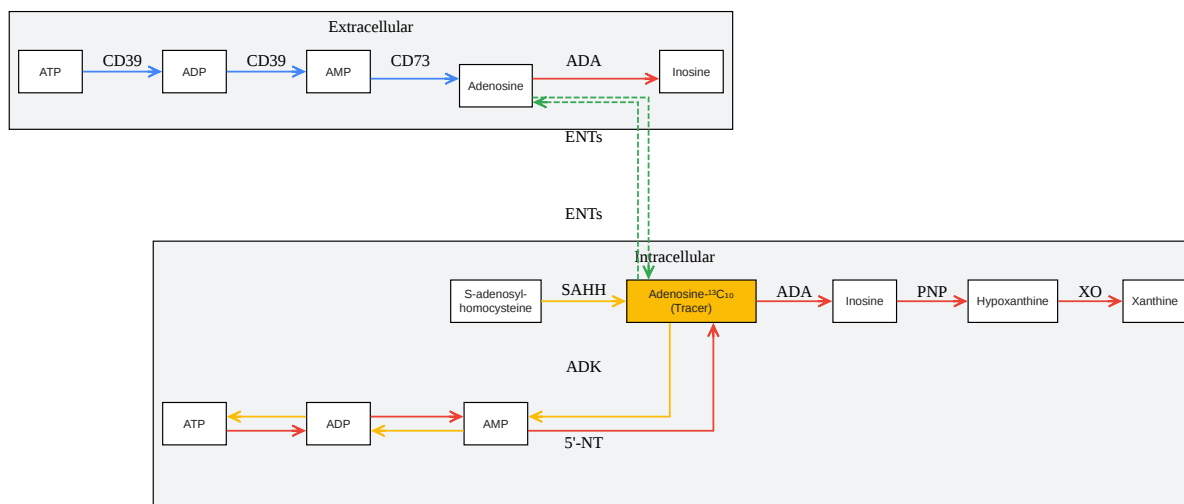 Extracellular
CD39
CD39
CD73
ADA
ATP
ADP
AMP
Adenosine
Inosine
ENTs
ENTs
Intracellular
SAHH
ADA
PNP
XO
S-adenosyl-
homocysteine
Adenosine-¹³C₁₀
(Tracer)
Inosine
Hypoxanthine
Xanthine
ADK
ATP
ADP
AMP
5'-NT